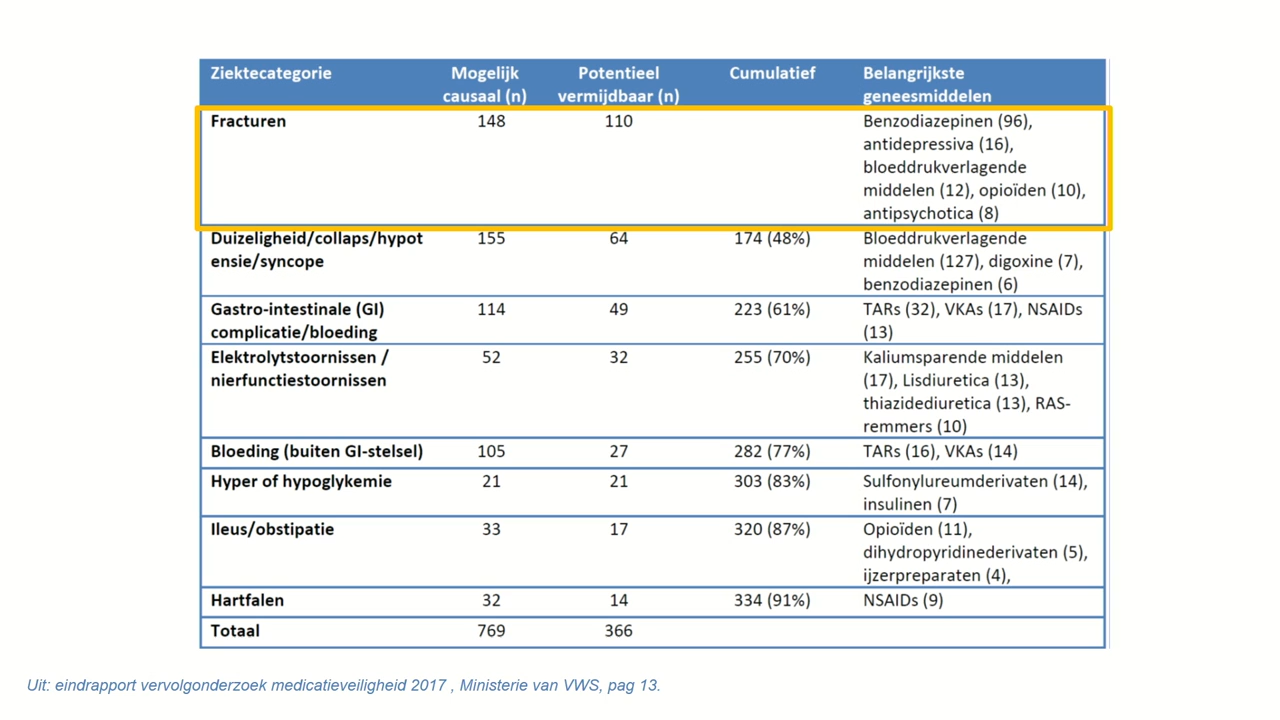 Ziektecategorie Mogelijk Potentieel Cumulatief Belangrijkste
causaal (n) vermijdbaar (n) geneesmiddelen
Fracturen 148 110 Benzodiazepinen (96),
antidepressiva (16),
bloeddrukverlagende
middelen (12), opioïden (10),
antipsychotica (8)
Duizeligheid/collaps/hypot 155 64 174 (48%) Bloeddrukverlagende
ensie/syncope middelen (127), digoxine (7),
benzodiazepinen (6)
Gastro-intestinale (GI) 114 49 223 (61%) TARs (32), VKAs (17), NSAIDs
complicatie/bloeding (13)
Elektrolytstoornissen / 52 32 255 (70%) Kaliumsparende middelen
nierfunctiestoornissen (17), Lisdiuretica (13),
thiazidediuretica (13), RAS-
remmers (10)
Bloeding (buiten GI-stelsel) 105 27 282 (77%) TARs (16), VKAs (14)
Hyper of hypoglykemie 21 21 303 (83%) Sulfonylureumderivaten (14),
insulinen (7)
Ileus/obstipatie 33 17 320 (87%) Opioïden (11),
dihydropyridinederivaten (5),
ijzerpreparaten (4),
Hartfalen 32 14 334 (91%) NSAIDs (9)
Totaal 769 366
Uit: eindrapport vervolgonderzoek medicatieveiligheid 2017 , Ministerie van VWS, pag 13.